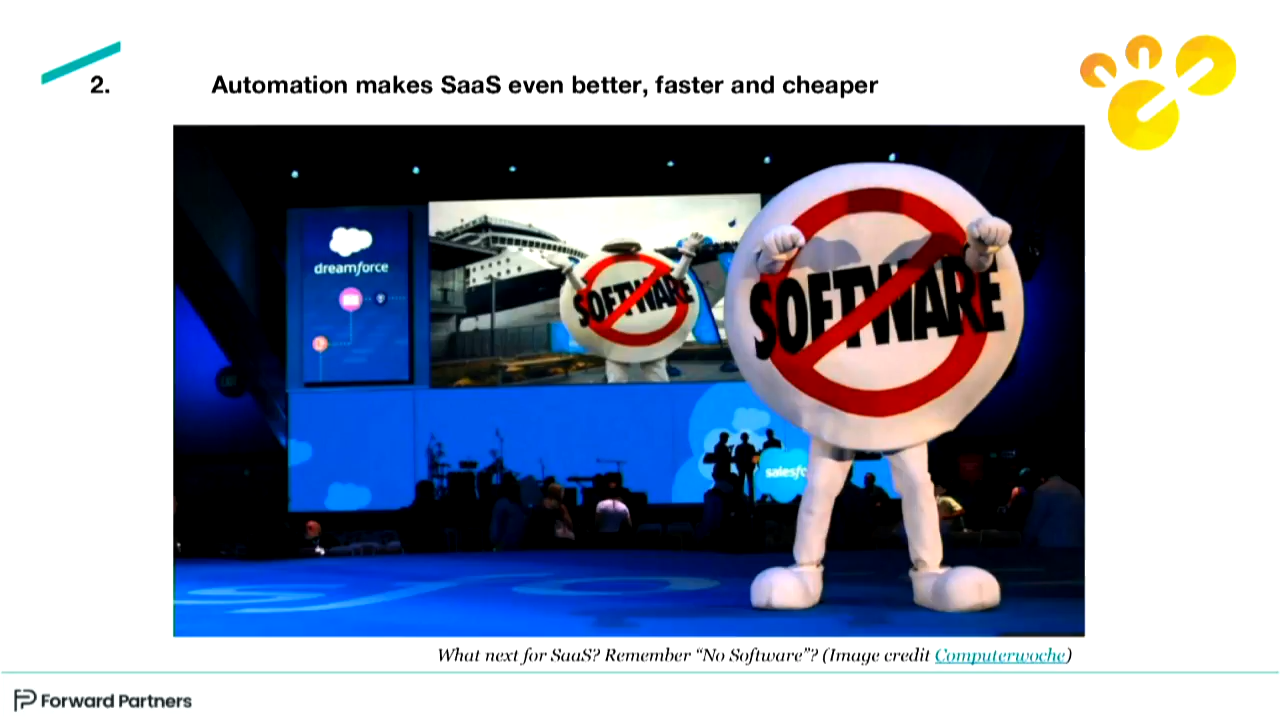 2. Automation makes SaaS even better, faster and cheaper
dreamforce
SOFTWARE
SOFTWARE
salesfc
What next for SaaS? Remember “No Software”? (Image credit Computerwoche)
Forward Partners